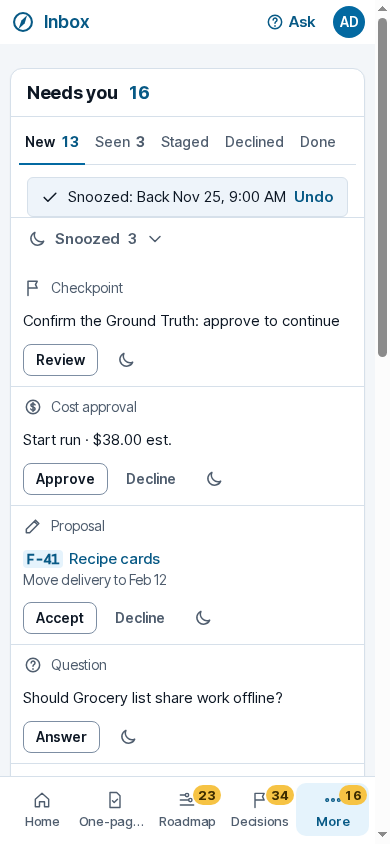 Inbox
Ask
AD
Needs you 16
New 13 Seen 3 Staged Declined Done
Snoozed: Back Nov 25, 9:00 AM Undo
Snoozed 3
Checkpoint
Confirm the Ground Truth: approve to continue
Review
Cost approval
Start run · $38.00 est.
Approve Decline
Proposal
F-41 Recipe cards
Move delivery to Feb 12
Accept Decline
Question
Should Grocery list share work offline?
Answer
23 34 16
Home One-pag… Roadmap Decisions More